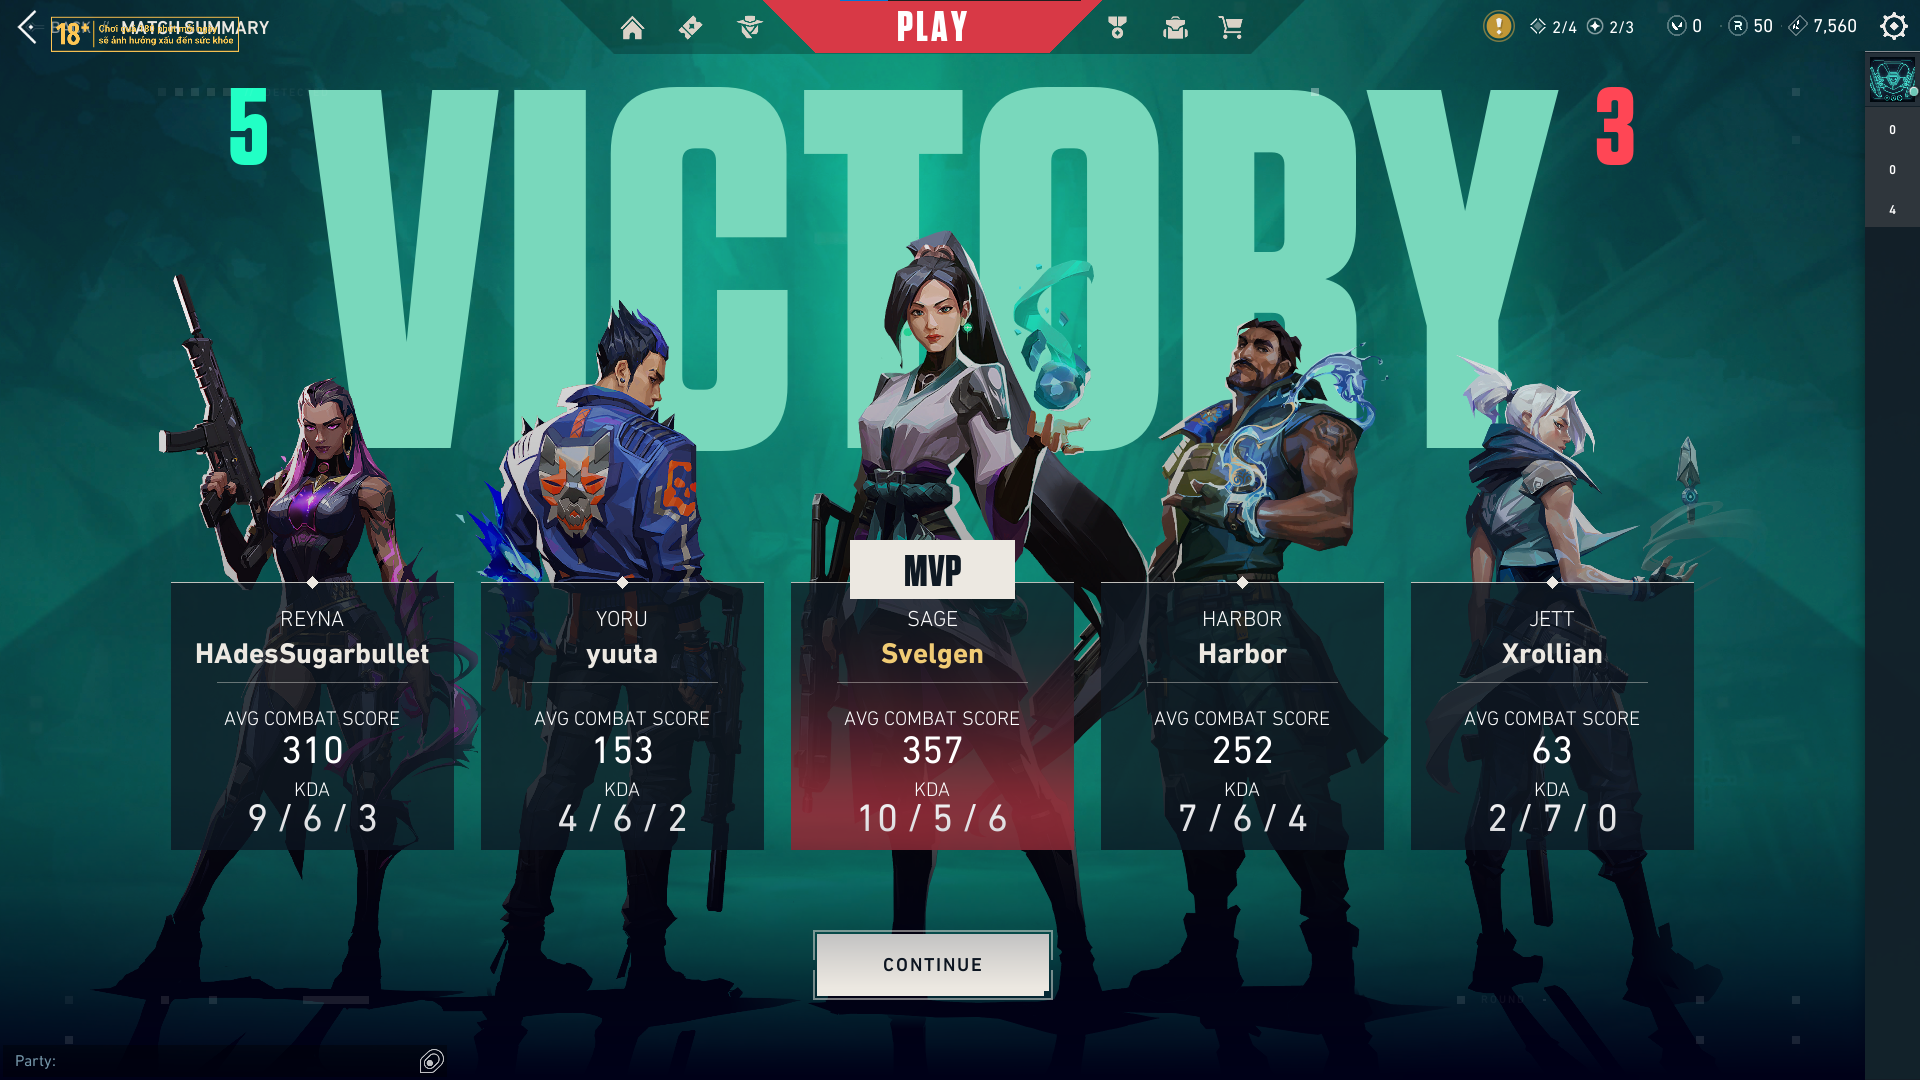 MATCH SUMMARY
18+
sẽ ảnh hưởng xấu đến sức khỏe
PLAY
2/4
2/3
0
50
7,560
5
VICTORY
3
0
0
4
MVP
REYNA
HAdesSugarbullet
AVG COMBAT SCORE
310
KDA
9 / 6 / 3
YORU
yuuta
AVG COMBAT SCORE
153
KDA
4 / 6 / 2
SAGE
Svelgen
AVG COMBAT SCORE
357
KDA
10 / 5 / 6
HARBOR
Harbor
AVG COMBAT SCORE
252
KDA
7 / 6 / 4
JETT
Xrollian
AVG COMBAT SCORE
63
KDA
2 / 7 / 0
CONTINUE
Party: